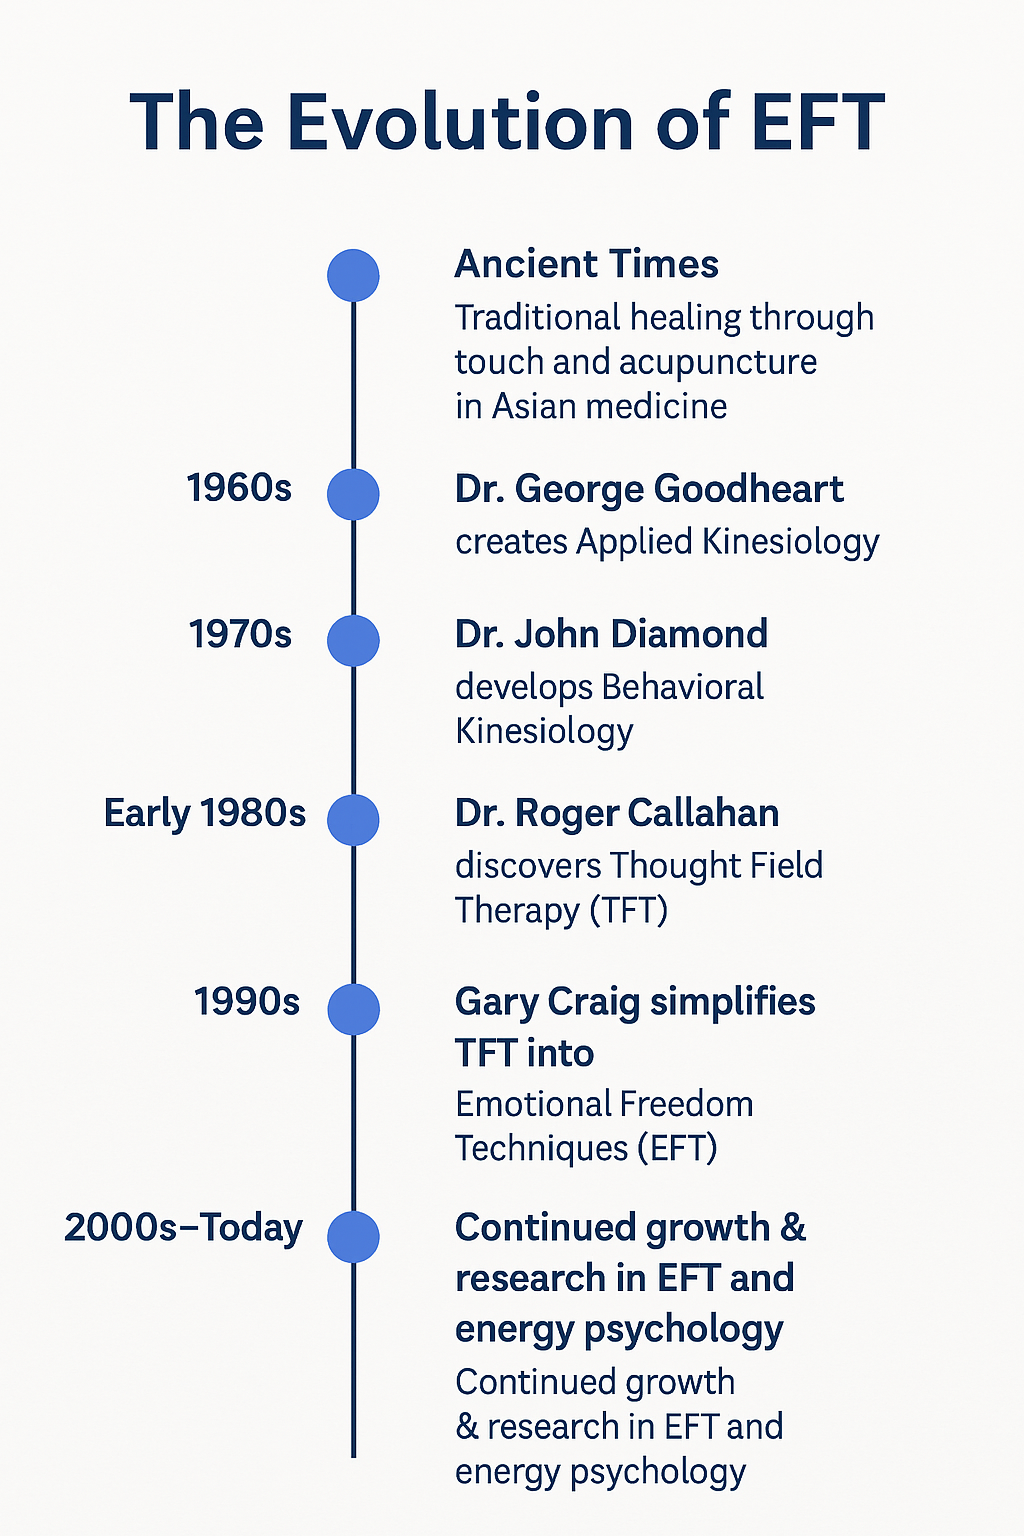 The Evolution of EFT
Ancient Times
Traditional healing through
touch and acupuncture
in Asian medicine
1960s
Dr. George Goodheart
creates Applied Kinesiology
1970s
Dr. John Diamond
develops Behavioral
Kinesiology
Early 1980s
Dr. Roger Callahan
discovers Thought Field
Therapy (TFT)
1990s
Gary Craig simplifies
TFT into
Emotional Freedom
Techniques (EFT)
2000s–Today
Continued growth &
research in EFT and
energy psychology
Continued growth
& research in EFT and
energy psychology